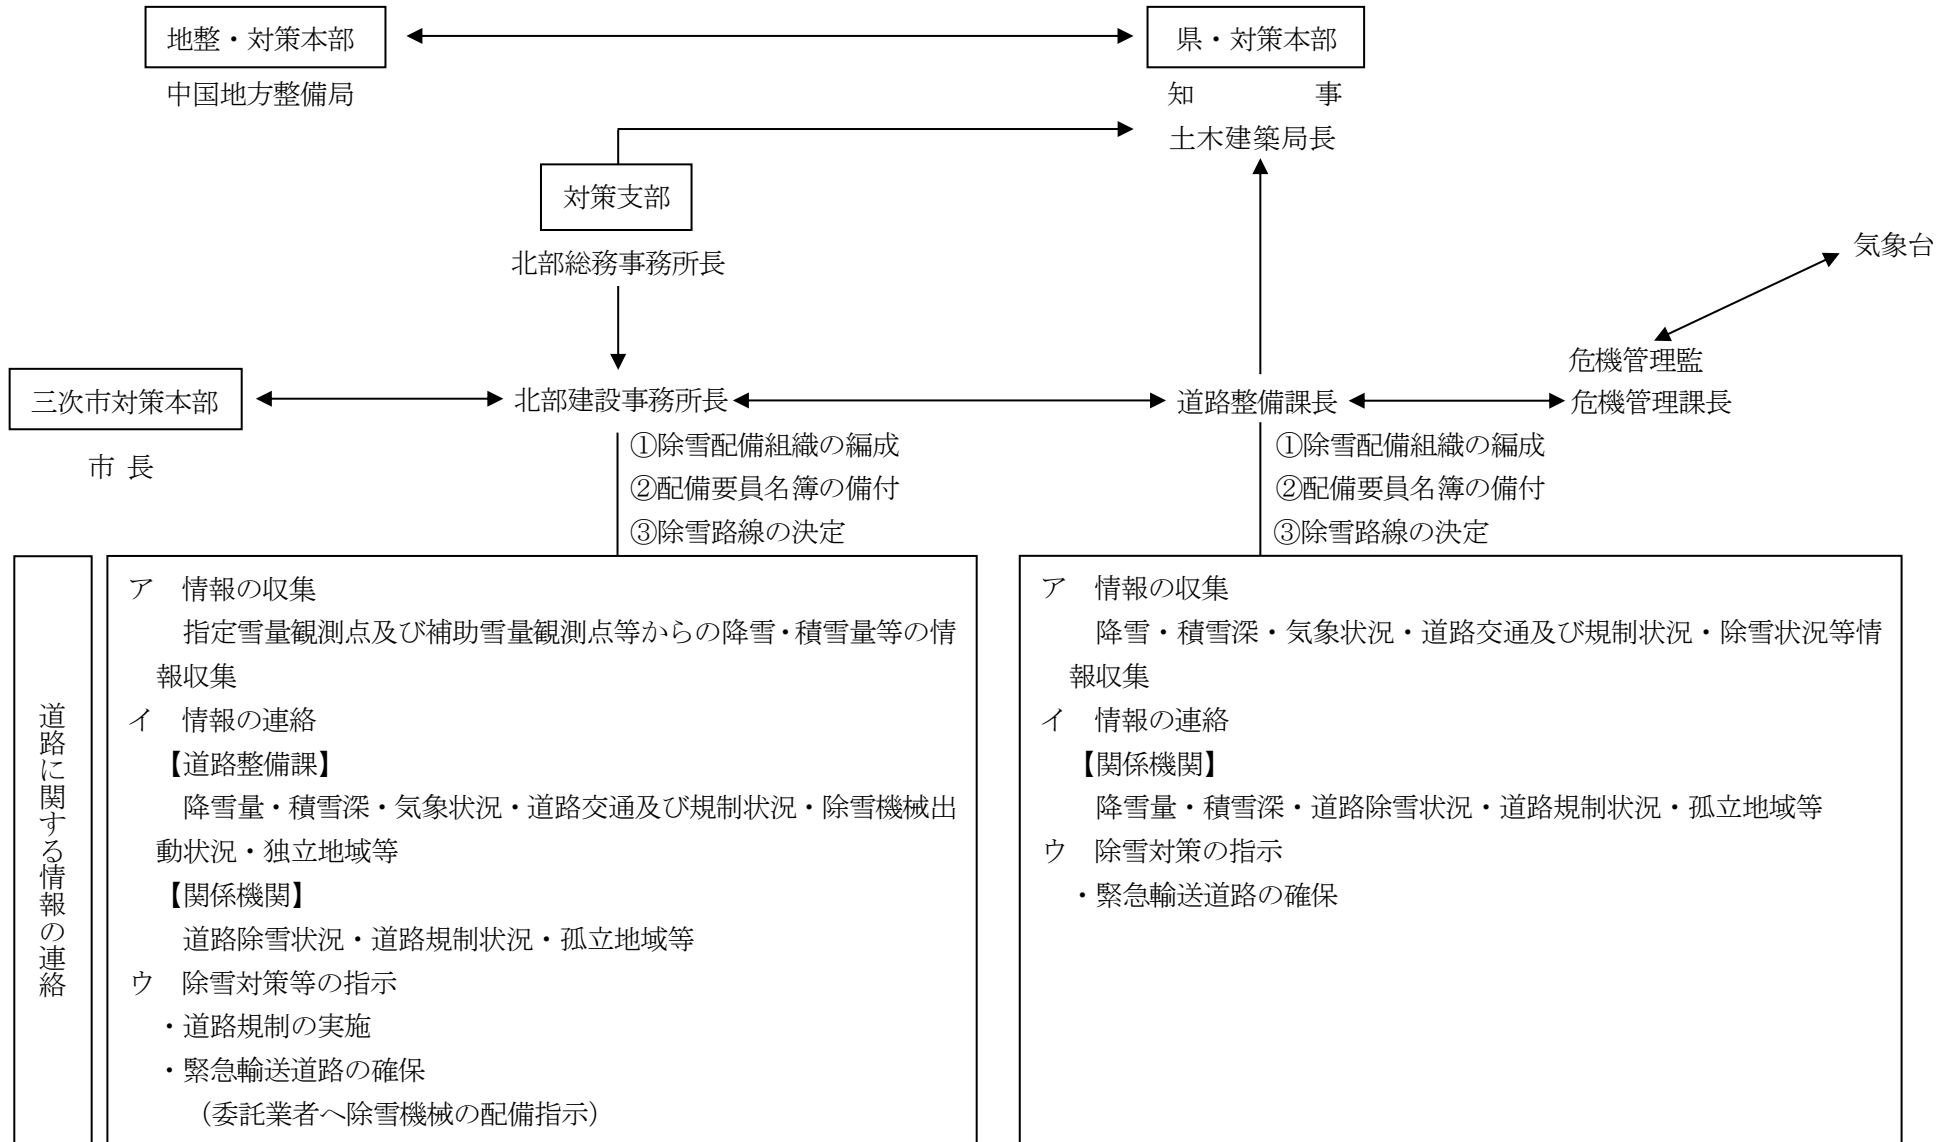 地整・対策本部
県・対策本部
中国地方整備局
知　　　事
土木建築局長
対策支部
北部総務事務所長
気象台
危機管理監
三次市対策本部
北部建設事務所長
道路整備課長
危機管理課長
市 長
①除雪配備組織の編成
②配備要員名簿の備付
③除雪路線の決定
①除雪配備組織の編成
②配備要員名簿の備付
③除雪路線の決定
道路に関する情報の連絡
ア　情報の収集
指定雪量観測点及び補助雪量観測点等からの降雪・積雪量等の情
報収集
イ　情報の連絡
【道路整備課】
降雪量・積雪深・気象状況・道路交通及び規制状況・除雪機械出
動状況・独立地域等
【関係機関】
道路除雪状況・道路規制状況・孤立地域等
ウ　除雪対策等の指示
・道路規制の実施
・緊急輸送道路の確保
（委託業者へ除雪機械の配備指示）
ア　情報の収集
降雪・積雪深・気象状況・道路交通及び規制状況・除雪状況等情
報収集
イ　情報の連絡
【関係機関】
降雪量・積雪深・道路除雪状況・道路規制状況・孤立地域等
ウ　除雪対策の指示
・緊急輸送道路の確保